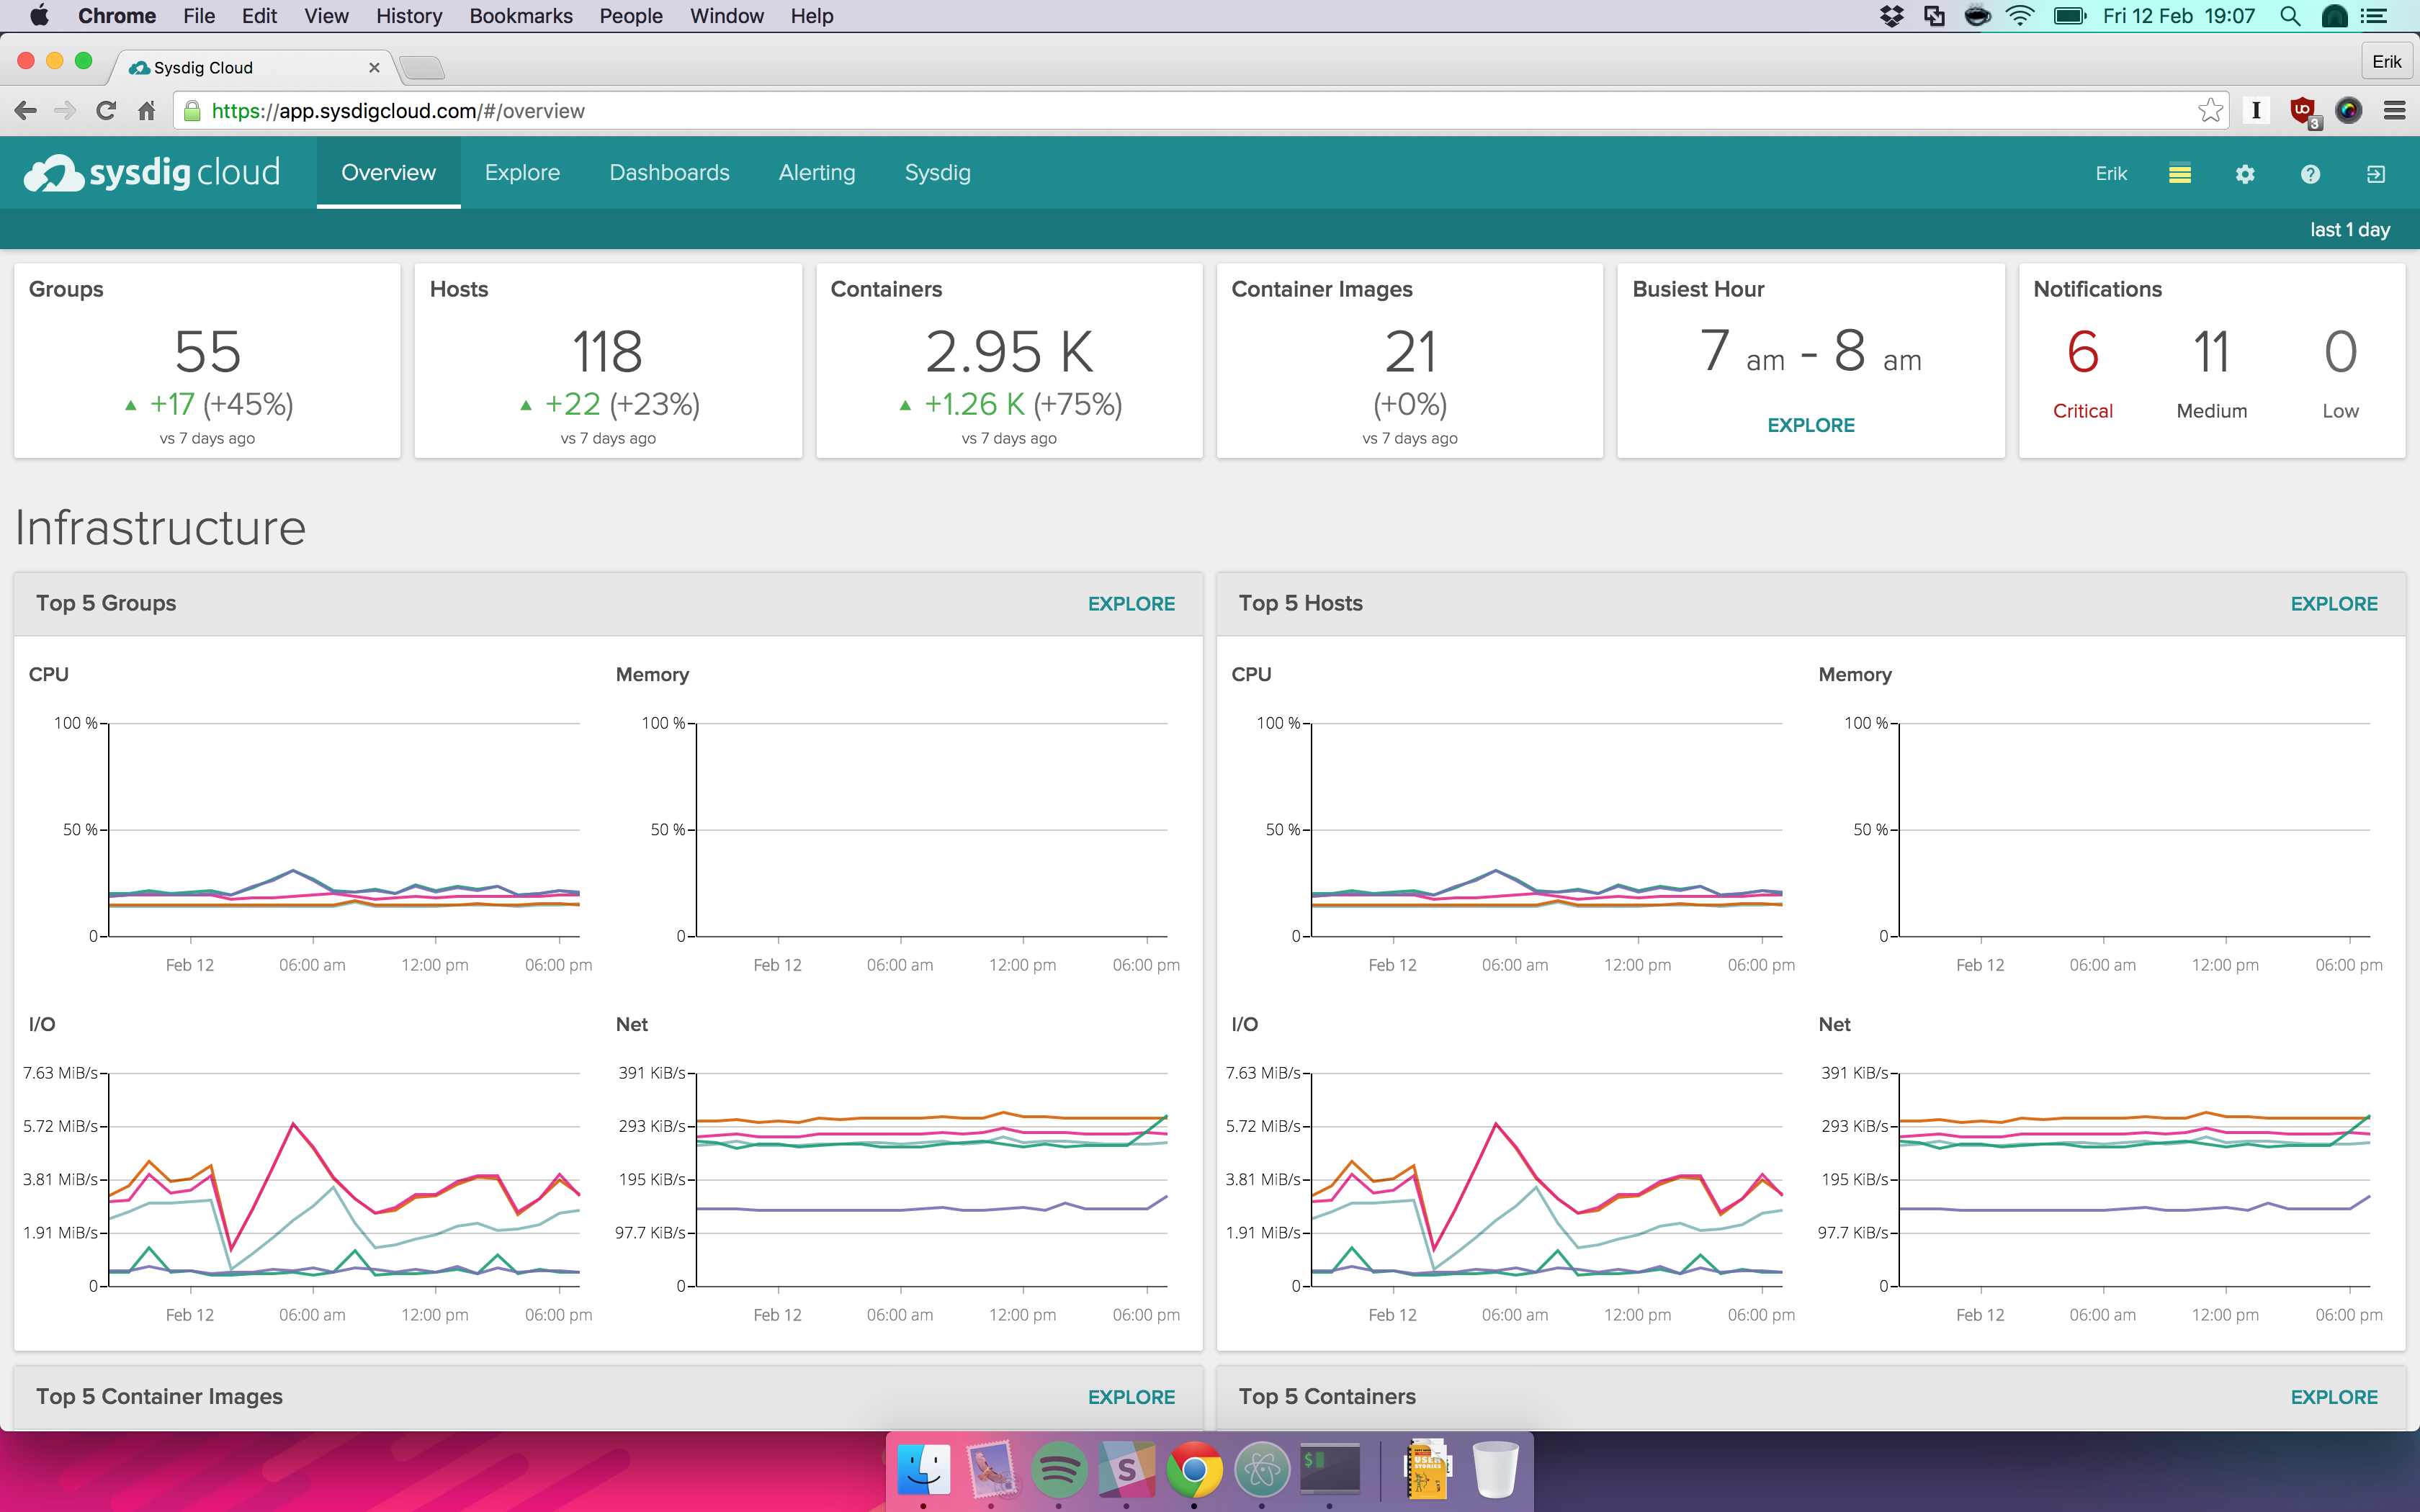 Chrome File Edit View History Bookmarks People Window Help Fri 12 Feb 19:07
Sysdig Cloud Erik
https://app.sysdigcloud.com/#/overview 3
sysdig cloud Overview Explore Dashboards Alerting Sysdig Erik
last 1 day
Groups
55
+17 (+45%)
vs 7 days ago
Hosts
118
+22 (+23%)
vs 7 days ago
Containers
2.95 K
+1.26 K (+75%)
vs 7 days ago
Container Images
21
(+0%)
vs 7 days ago
Busiest Hour
7 am - 8 am
EXPLORE
Notifications
6 11 0
Critical Medium Low
Infrastructure
Top 5 Groups EXPLORE
CPU
100 %
50 %
0
Feb 12 06:00 am 12:00 pm 06:00 pm
Memory
100 %
50 %
0
Feb 12 06:00 am 12:00 pm 06:00 pm
I/O
7.63 MiB/s
5.72 MiB/s
3.81 MiB/s
1.91 MiB/s
0
Feb 12 06:00 am 12:00 pm 06:00 pm
Net
391 KiB/s
293 KiB/s
195 KiB/s
97.7 KiB/s
0
Feb 12 06:00 am 12:00 pm 06:00 pm
Top 5 Hosts EXPLORE
CPU
100 %
50 %
0
Feb 12 06:00 am 12:00 pm 06:00 pm
Memory
100 %
50 %
0
Feb 12 06:00 am 12:00 pm 06:00 pm
I/O
7.63 MiB/s
5.72 MiB/s
3.81 MiB/s
1.91 MiB/s
0
Feb 12 06:00 am 12:00 pm 06:00 pm
Net
391 KiB/s
293 KiB/s
195 KiB/s
97.7 KiB/s
0
Feb 12 06:00 am 12:00 pm 06:00 pm
Top 5 Container Images EXPLORE
Top 5 Containers EXPLORE
USER
STORIES